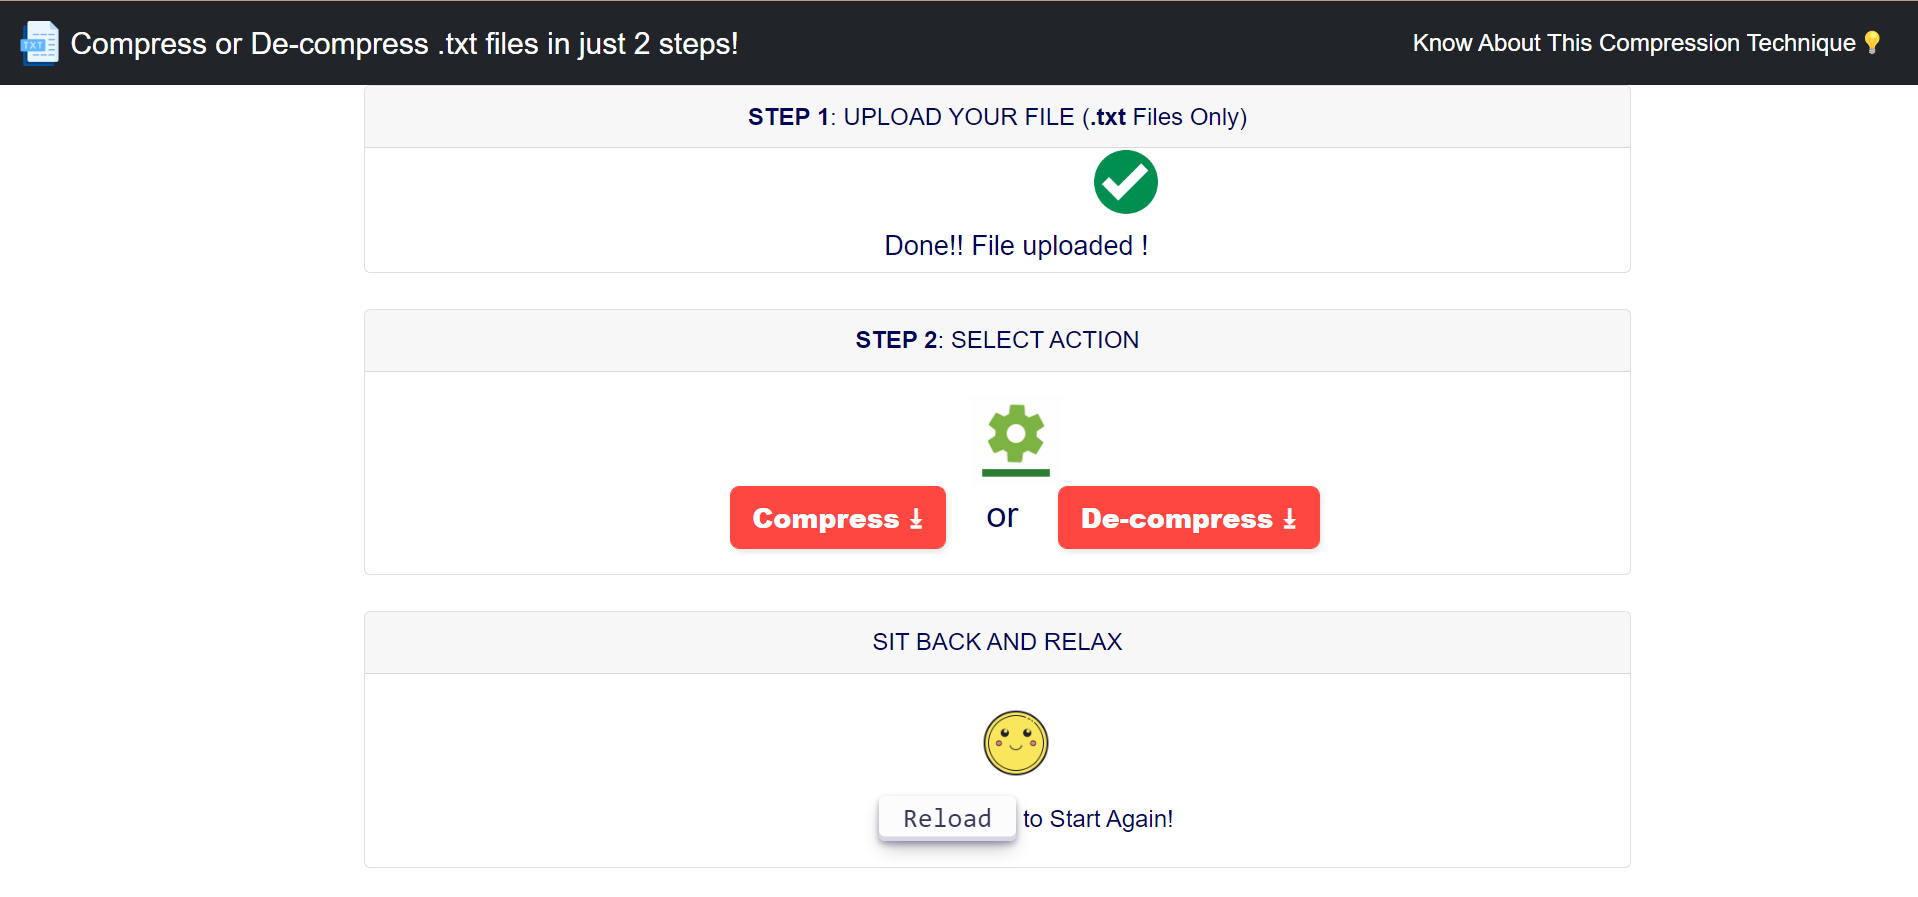 TXT
Compress or De-compress .txt files in just 2 steps!
Know About This Compression Technique
STEP 1: UPLOAD YOUR FILE (.txt Files Only)
Done!! File uploaded !
STEP 2: SELECT ACTION
Compress ⤓ or De-compress ⤓
SIT BACK AND RELAX
Reload to Start Again!